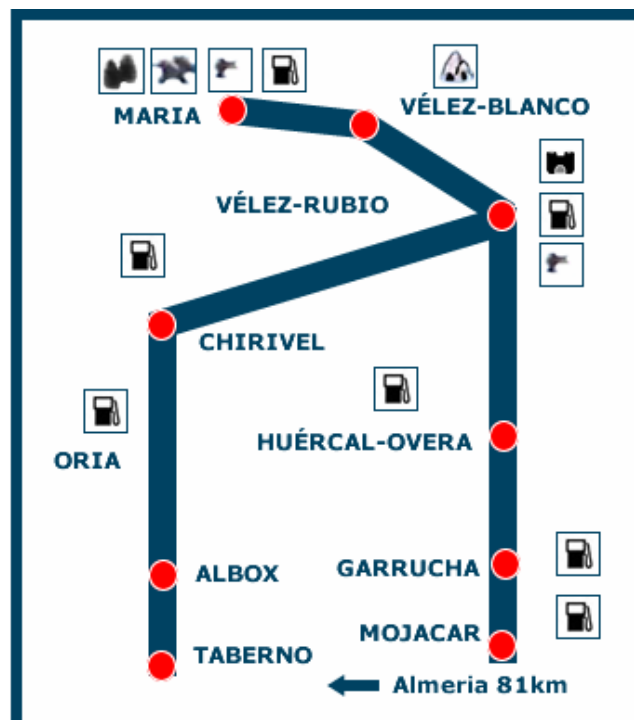 VÉLEZ-BLANCO
MARIA
VÉLEZ-RUBIO
CHIRIVEL
HUÉRCAL-OVERA
ORIA
GARRUCHA
ALBOX
MOJACAR
TABERNO
Almeria 81km